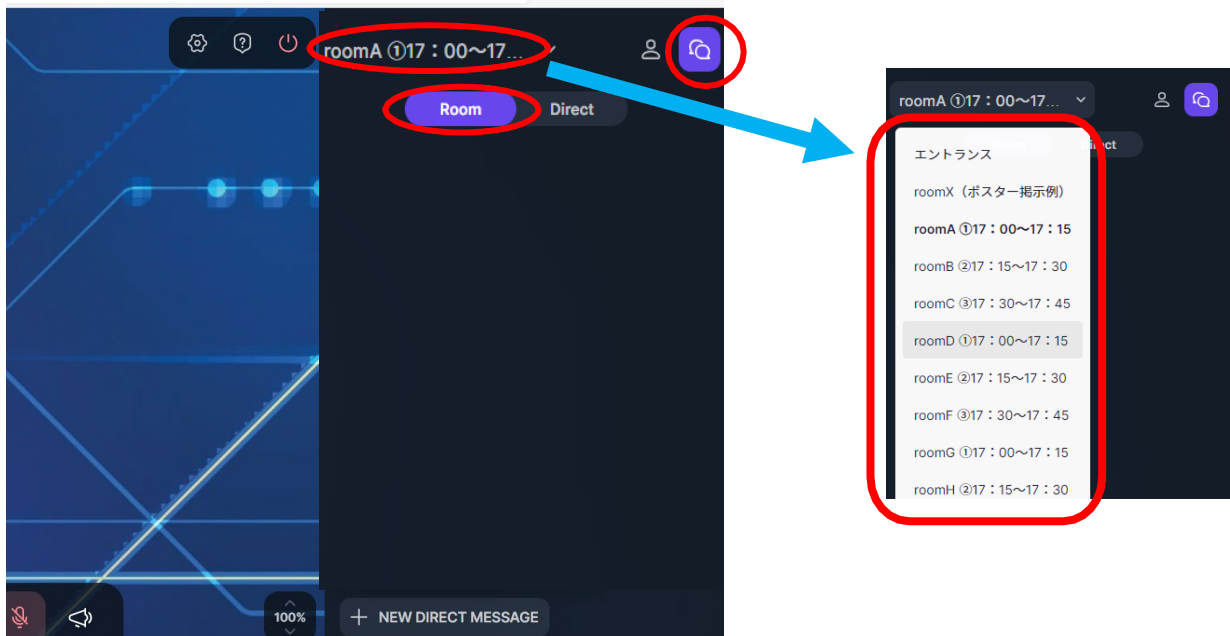 roomA ①17：00～17...
Room
Direct
100%
NEW DIRECT MESSAGE
roomA ①17：00～17...
エントランス
roomX（ポスター掲示例）
roomA ①17：00～17：15
roomB ②17：15～17：30
roomC ③17：30～17：45
roomD ①17：00～17：15
roomE ②17：15～17：30
roomF ③17：30～17：45
roomG ①17：00～17：15
roomH ②17：15～17：30